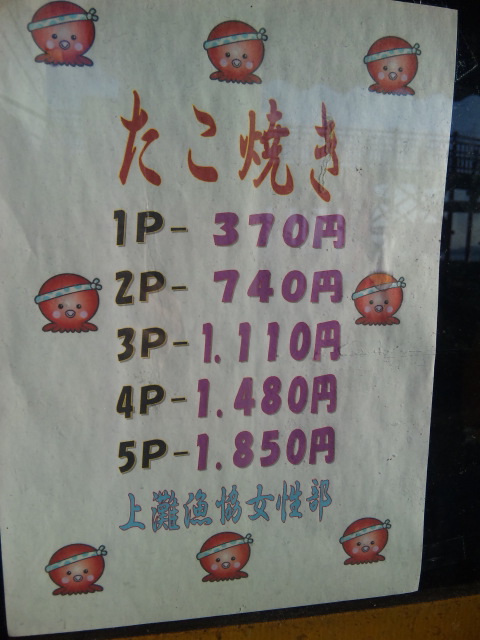 たこ焼き
1P- 370円
2P- 740円
3P-1.110円
4P-1.480円
5P-1.850円
上灘漁協女性部